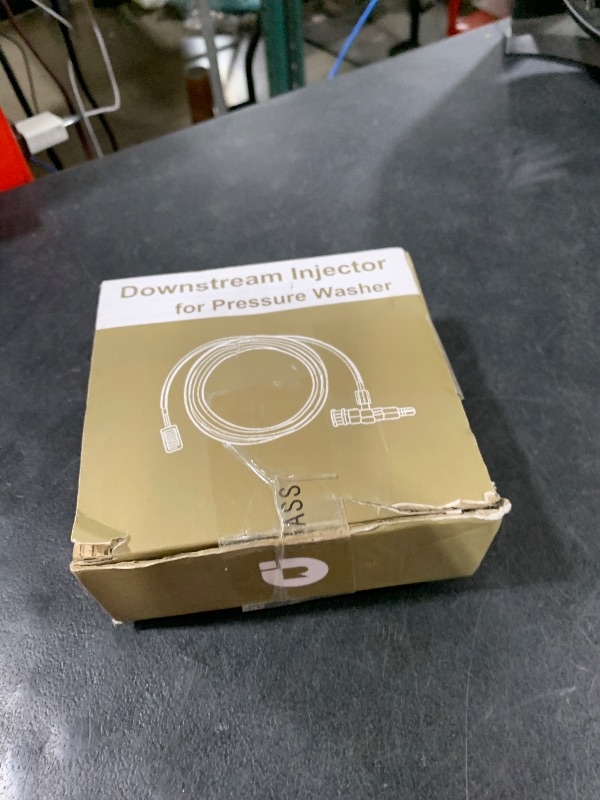 Downstream Injector
for Pressure Washer